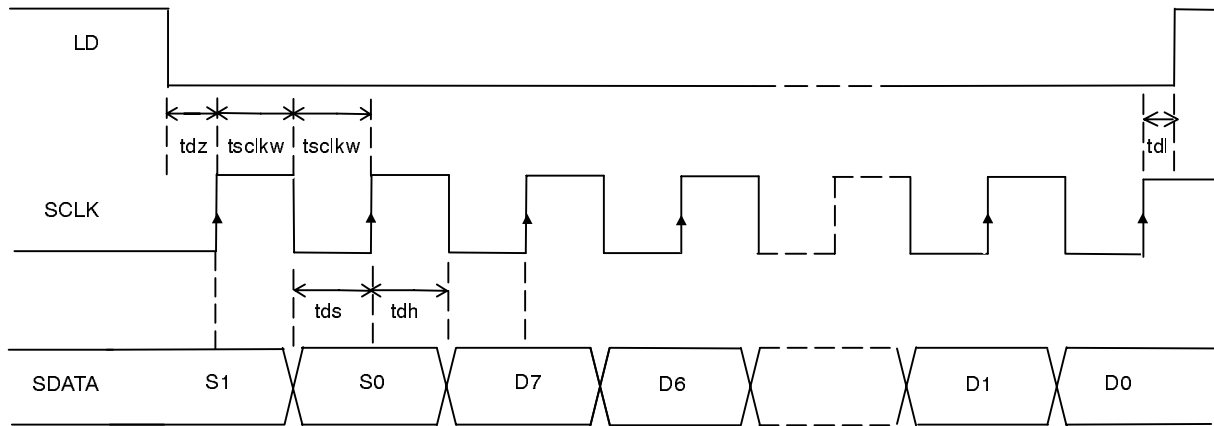 LD
tdz tsclkw tsclkw tdl
SCLK
tds tdh
SDATA S1 S0 D7 D6 D1 D0